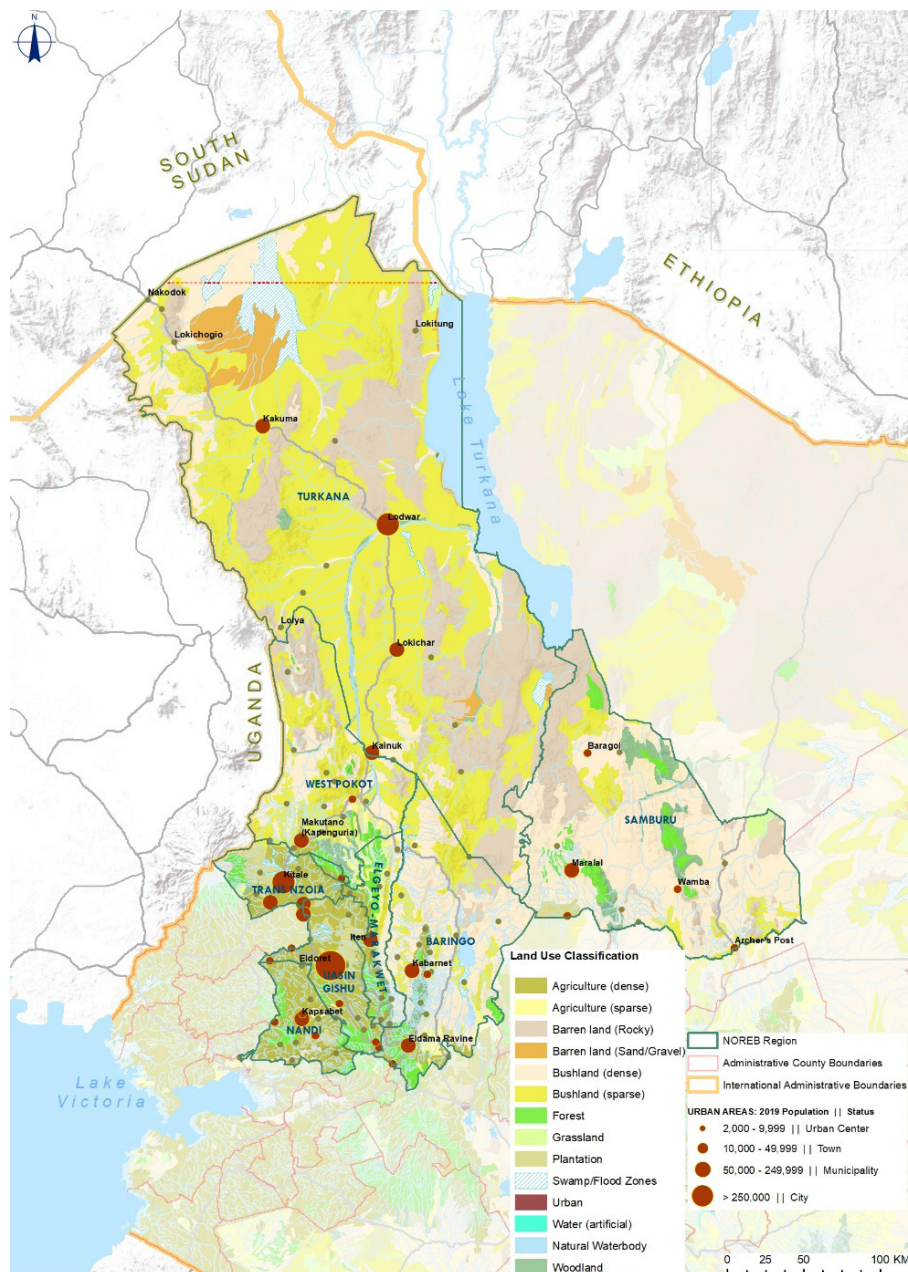 N
SOUTH
SUDAN
ETHIOPIA
Nakodok
Lokichogio
Lokitung
Lake Turkana
Kakuma
TURKANA
Lodwar
Loiya
Lokichar
UGANDA
Kainuk
Baragoi
WEST POKOT
SAMBURU
Makutano
(Kapenguria)
Maralal
Kitale
TRANS NZOIA
Wamba
ELGEYO-MARAKWET
Iten
BARINGO
Archer's Post
Eldoret
Kabarnet
UASIN
GISHU
Kapsabet
NANDI
Eldama Ravine
Lake
Victoria
Land Use Classification
Agriculture (dense)
Agriculture (sparse)
Barren land (Rocky)
Barren land (Sand/Gravel)
Bushland (dense)
Bushland (sparse)
Forest
Grassland
Plantation
Swamp/Flood Zones
Urban
Water (artificial)
Natural Waterbody
Woodland
NOREB Region
Administrative County Boundaries
International Administrative Boundaries
URBAN AREAS: 2019 Population || Status
2,000 - 9,999 || Urban Center
10,000 - 49,999 || Town
50,000 - 249,999 || Municipality
> 250,000 || City
0 25 50 100 KM